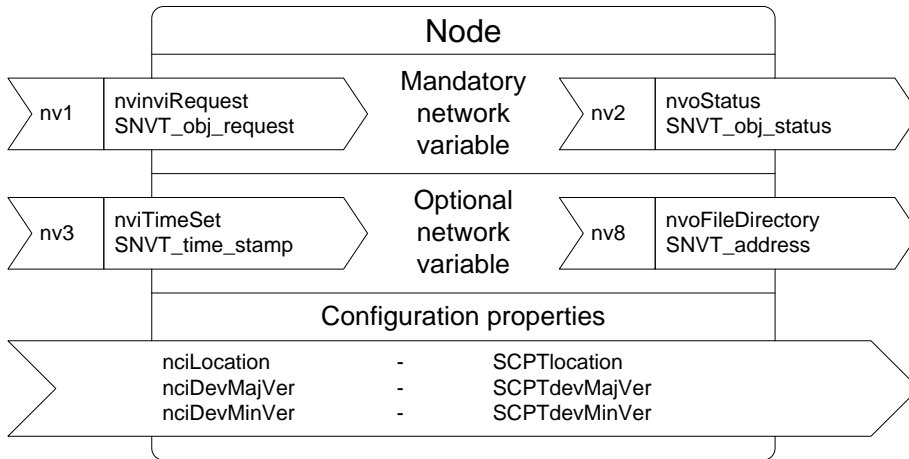 Node
Mandatory
network
variable
nv1
nvinviRequest
SNVT_obj_request
nv2
nvoStatus
SNVT_obj_status
Optional
network
variable
nv3
nviTimeSet
SNVT_time_stamp
nv8
nvoFileDirectory
SNVT_address
Configuration properties
nciLocation - SCPTlocation
nciDevMajVer - SCPTdevMajVer
nciDevMinVer - SCPTdevMinVer